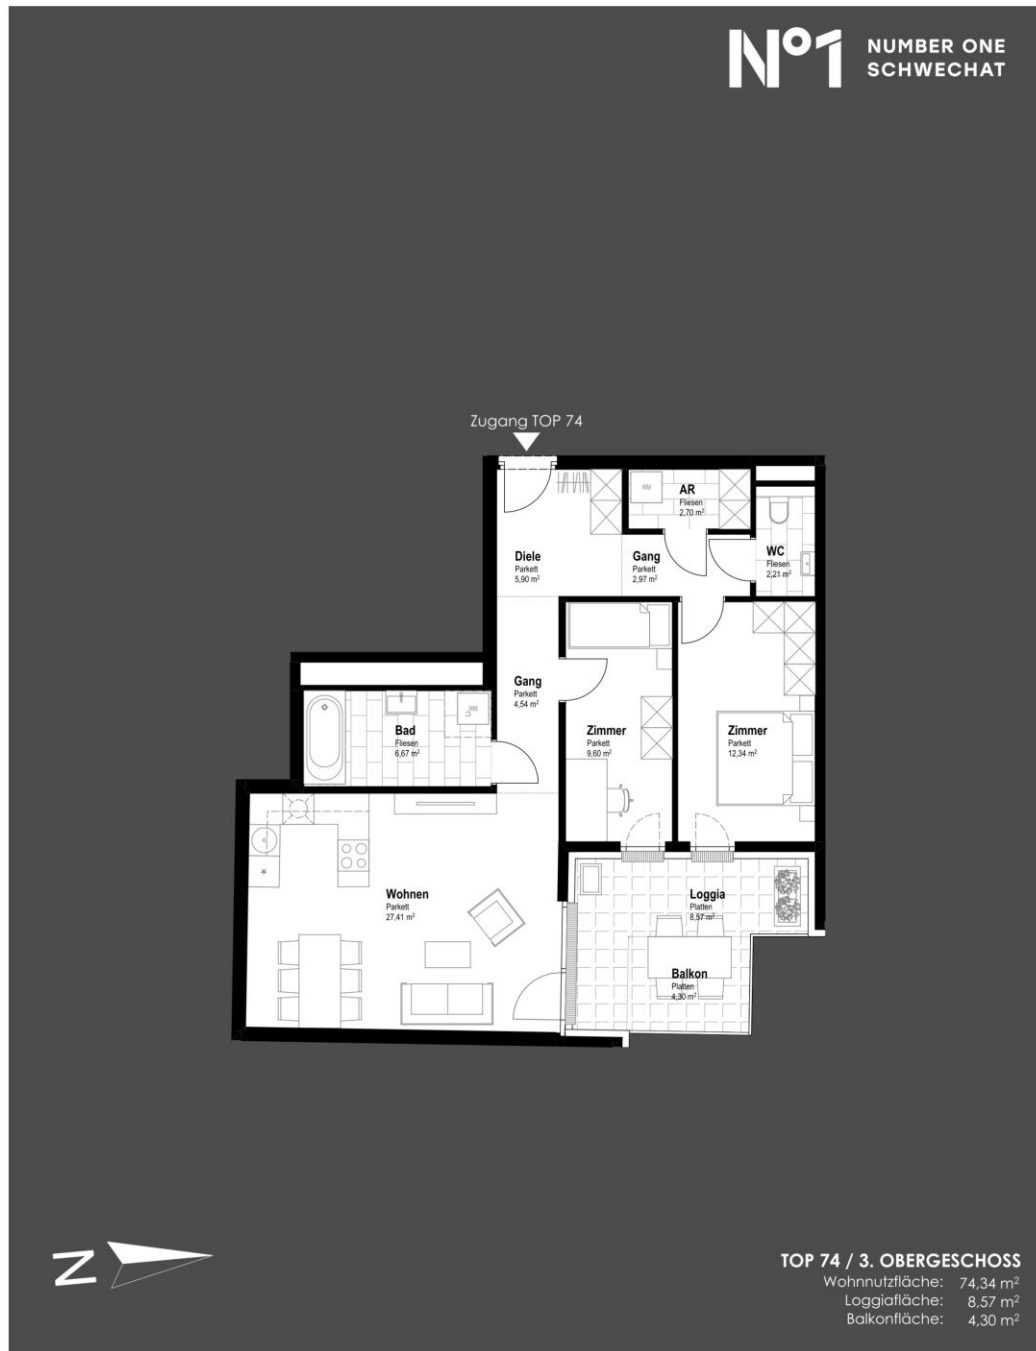 Nº1 NUMBER ONE
SCHWECHAT
Zugang TOP 74
AR
Fliesen
2,70 m²
WM
WC
Fliesen
2,21 m²
Diele
Parkett
5,90 m²
Gang
Parkett
2,97 m²
Gang
Parkett
4,54 m²
Bad
Fliesen
6,67 m²
WM
Zimmer
Parkett
9,60 m²
Zimmer
Parkett
12,34 m²
Wohnen
Parkett
27,41 m²
Loggia
Platten
8,57 m²
Balkon
Platten
4,30 m²
N
TOP 74 / 3. OBERGESCHOSS
Wohnnutzfläche: 74,34 m²
Loggiafläche: 8,57 m²
Balkonfläche: 4,30 m²